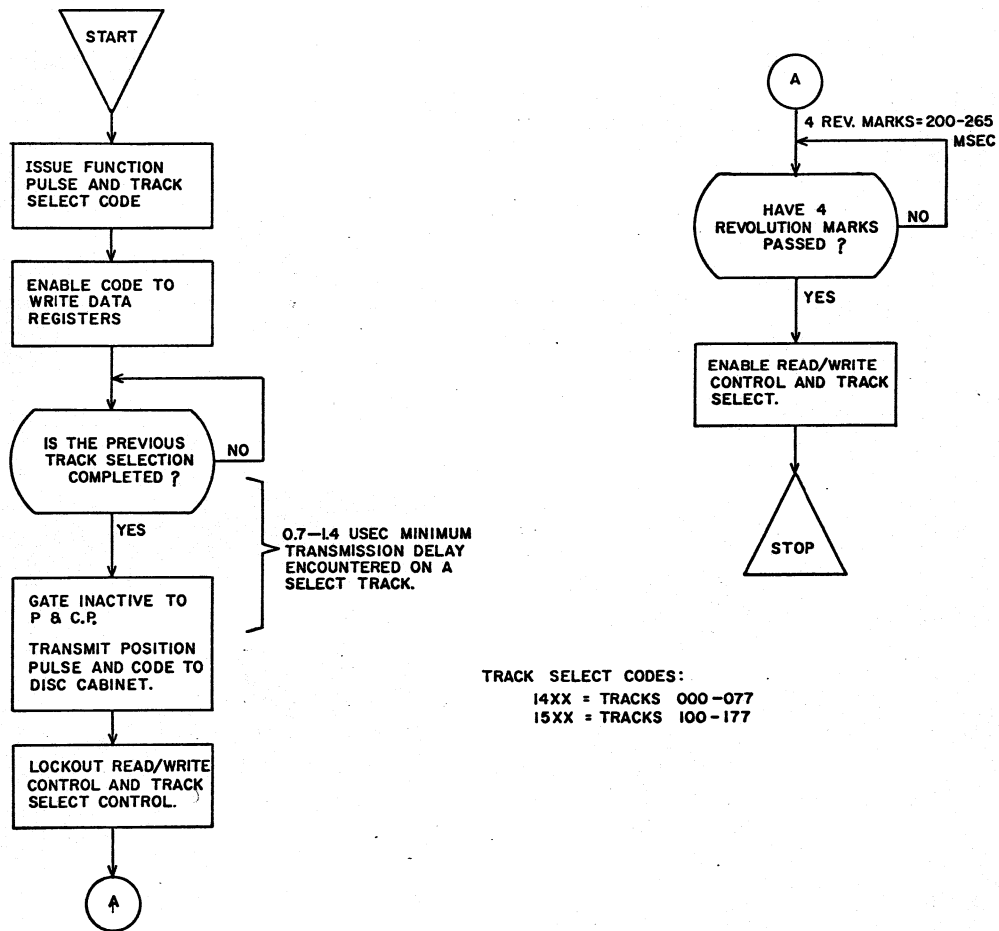 START
ISSUE FUNCTION
PULSE AND TRACK
SELECT CODE
ENABLE CODE TO
WRITE DATA
REGISTERS
IS THE PREVIOUS
TRACK SELECTION
COMPLETED ?
NO
YES
0.7–1.4 USEC MINIMUM
TRANSMISSION DELAY
ENCOUNTERED ON A
SELECT TRACK.
GATE INACTIVE TO
P & C.P.
TRANSMIT POSITION
PULSE AND CODE TO
DISC CABINET.
LOCKOUT READ/WRITE
CONTROL AND TRACK
SELECT CONTROL.
A
A
4 REV. MARKS=200-265
MSEC
HAVE 4
REVOLUTION MARKS
PASSED ?
NO
YES
ENABLE READ/WRITE
CONTROL AND TRACK
SELECT.
STOP
TRACK SELECT CODES:
14XX = TRACKS 000-077
15XX = TRACKS 100-177